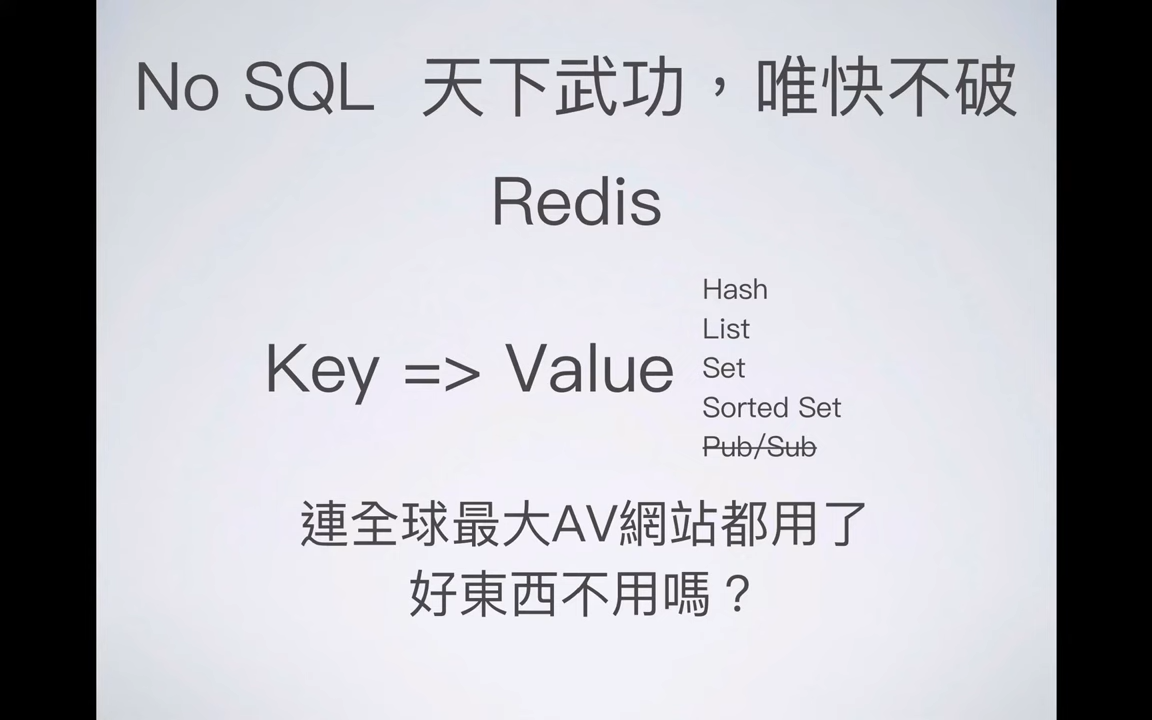 No SQL 天下武功，唯快不破
Redis
Key => Value
Hash
List
Set
Sorted Set
Pub/Sub
連全球最大AV網站都用了
好東西不用嗎？